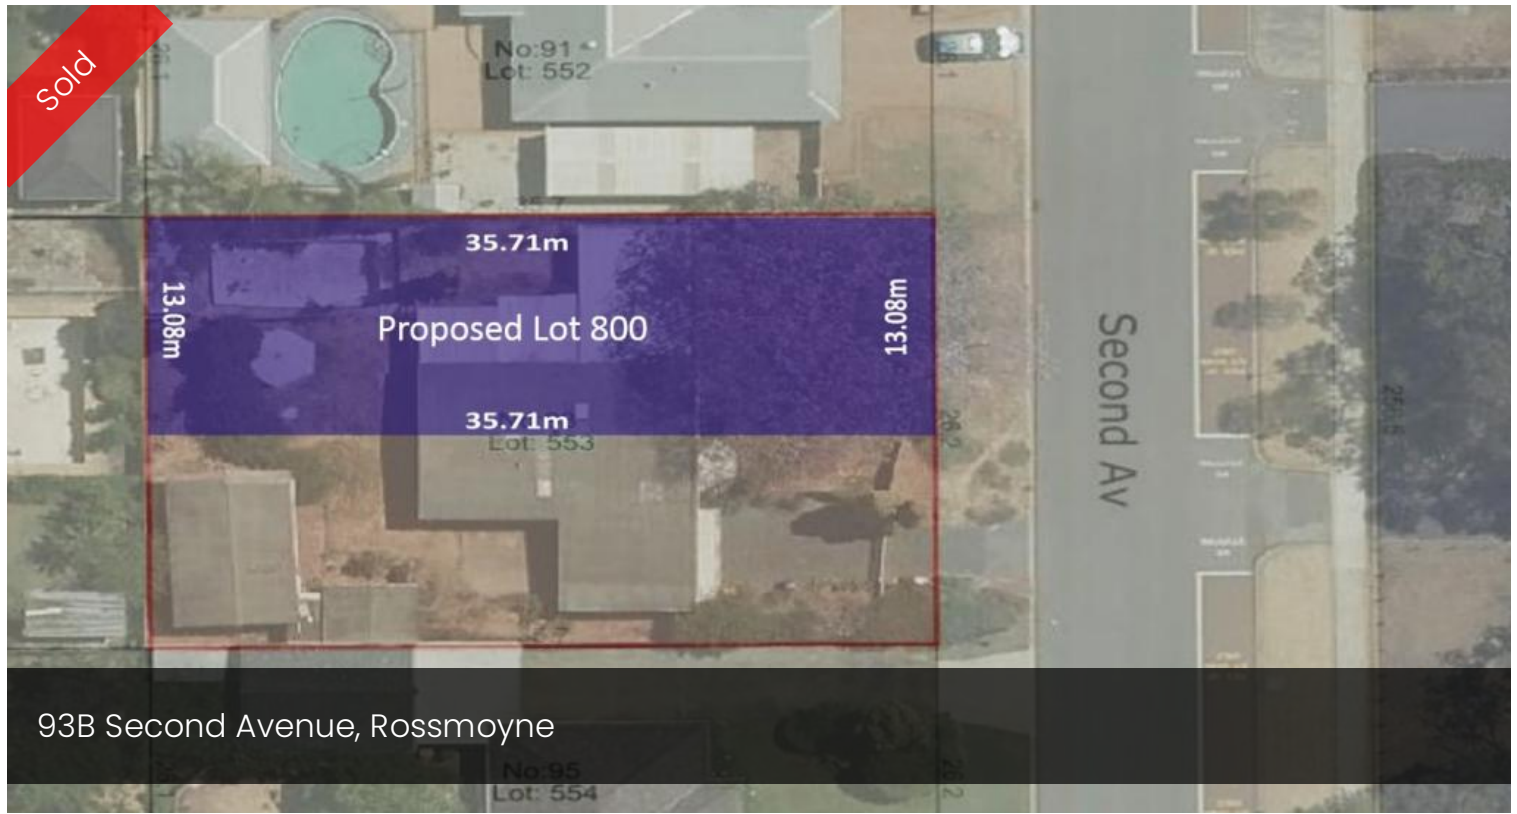 Sold
No:91
Lot: 552
35.71m
13.08m
Proposed Lot 800
13.08m
35.71m
Lot: 553
Second Av
93B Second Avenue, Rossmoyne
No:95
Lot: 554